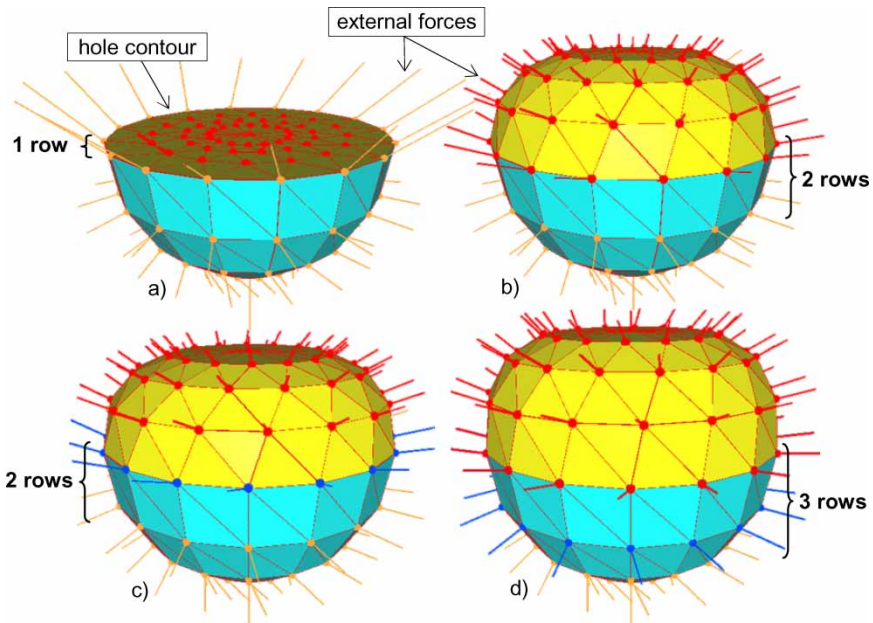 hole contour
external forces
1 row
2 rows
a)
b)
2 rows
3 rows
c)
d)